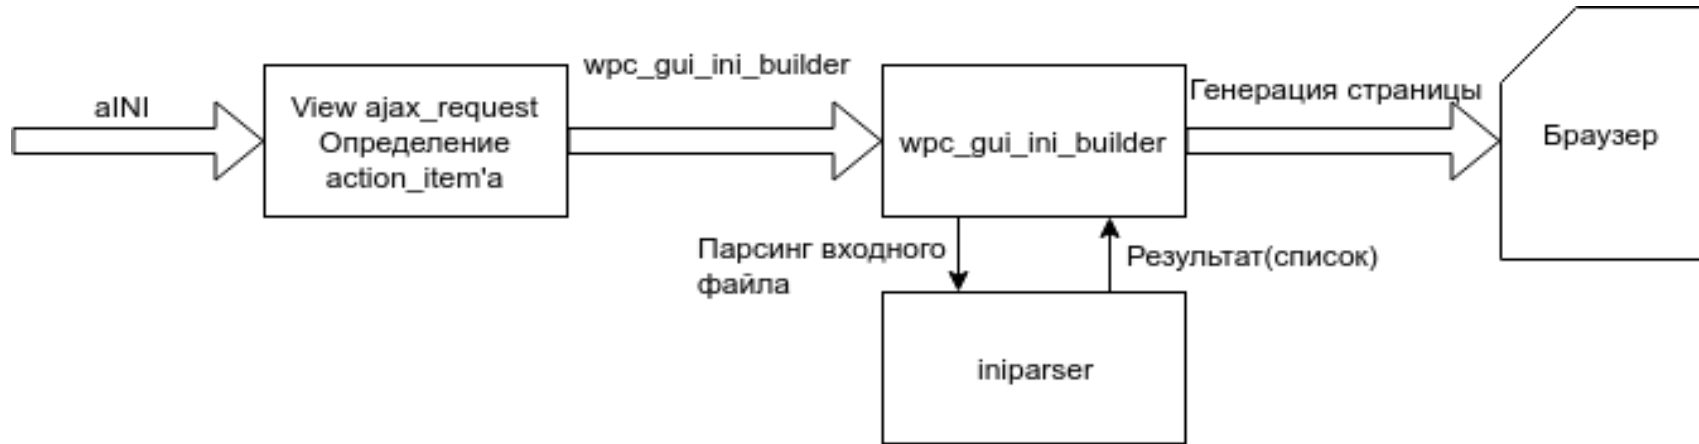 aINI
View ajax_request
Определение
action_item'а
wpc_gui_ini_builder
wpc_gui_ini_builder
Генерация страницы
Браузер
Парсинг входного
файла
Результат(список)
iniparser